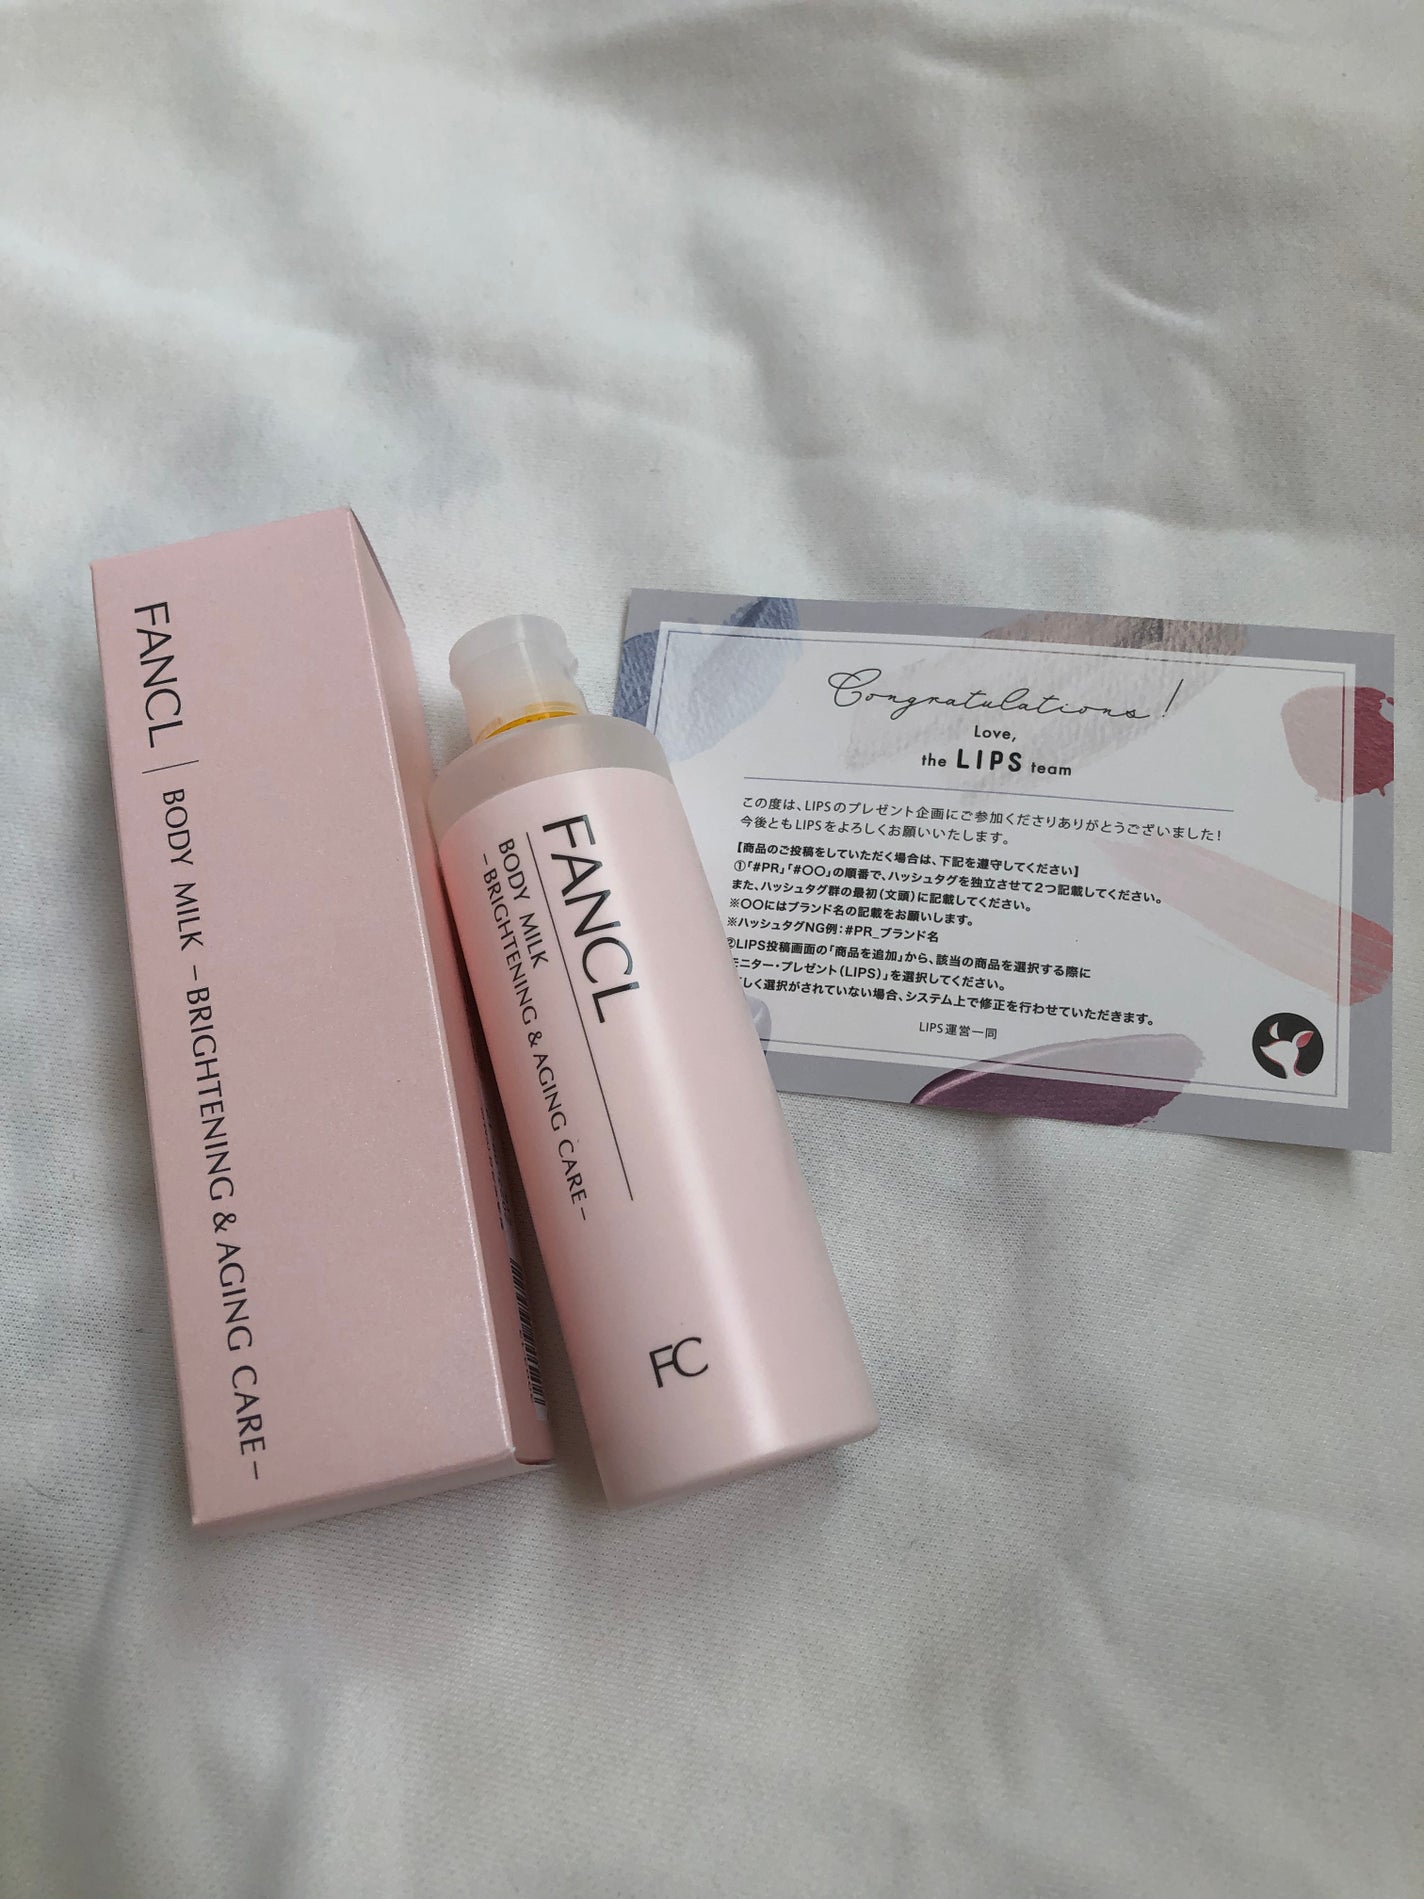 FANCL | BODY MILK –BRIGHTENING & AGING CARE–
FANCL
BODY MILK
–BRIGHTENING & AGING CARE–
FC
Congratulations!
Love,
the LIPS team
この度は、LIPSのプレゼント企画にご参加くださりありがとうございました!
今後ともLIPSをよろしくお願いいたします。
【商品のご投稿をしていただく場合は、下記を遵守してください】
①「#PR」「#〇〇」の順番で、ハッシュタグを独立させて2つ記載してください。
また、ハッシュタグ群の最初(文頭)に記載してください。
※〇〇にはブランド名の記載をお願いします。
※ハッシュタグNG例:#PR_ブランド名
②LIPS投稿画面の「商品を追加」から、該当の商品を選択する際に
ニター・プレゼント(LIPS)」を選択してください。
しく選択がされていない場合、システム上で修正を行わせていただきます。
LIPS運営一同